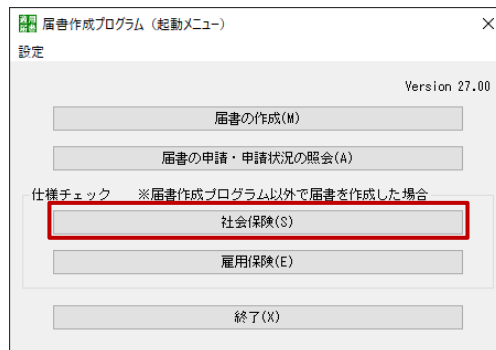 届書作成プログラム（起動メニュー）
設定
Version 27.00
届書の作成(M)
届書の申請・申請状況の照会(A)
仕様チェック　※届書作成プログラム以外で届書を作成した場合
社会保険(S)
雇用保険(E)
終了(X)